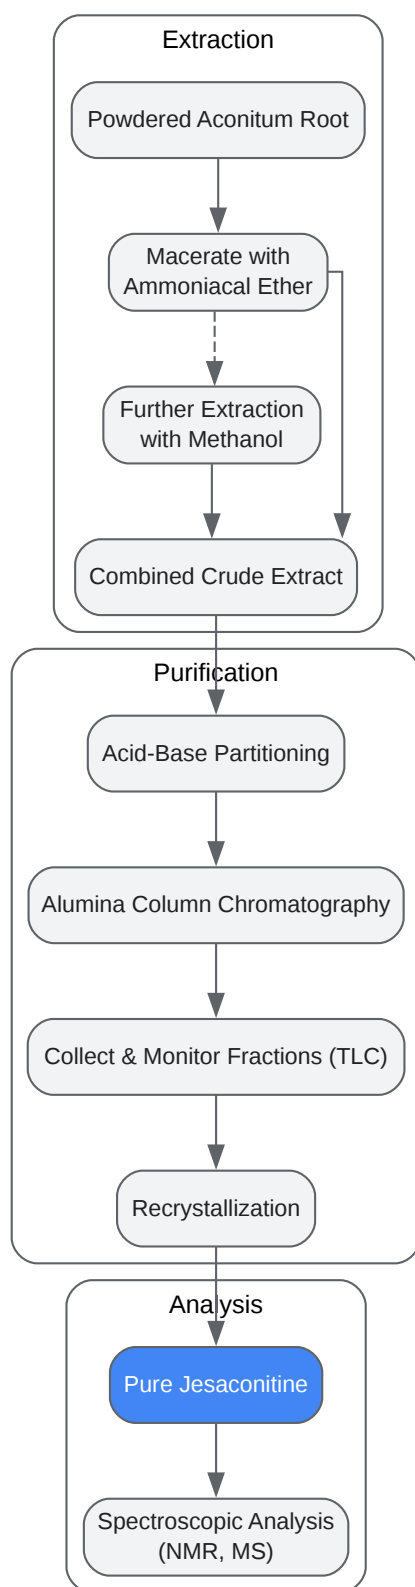 Extraction
Powdered Aconitum Root
Macerate with
Ammoniacal Ether
Further Extraction
with Methanol
Combined Crude Extract
Purification
Acid-Base Partitioning
Alumina Column Chromatography
Collect & Monitor Fractions (TLC)
Recrystallization
Analysis
Pure Jesaconitine
Spectroscopic Analysis
(NMR, MS)